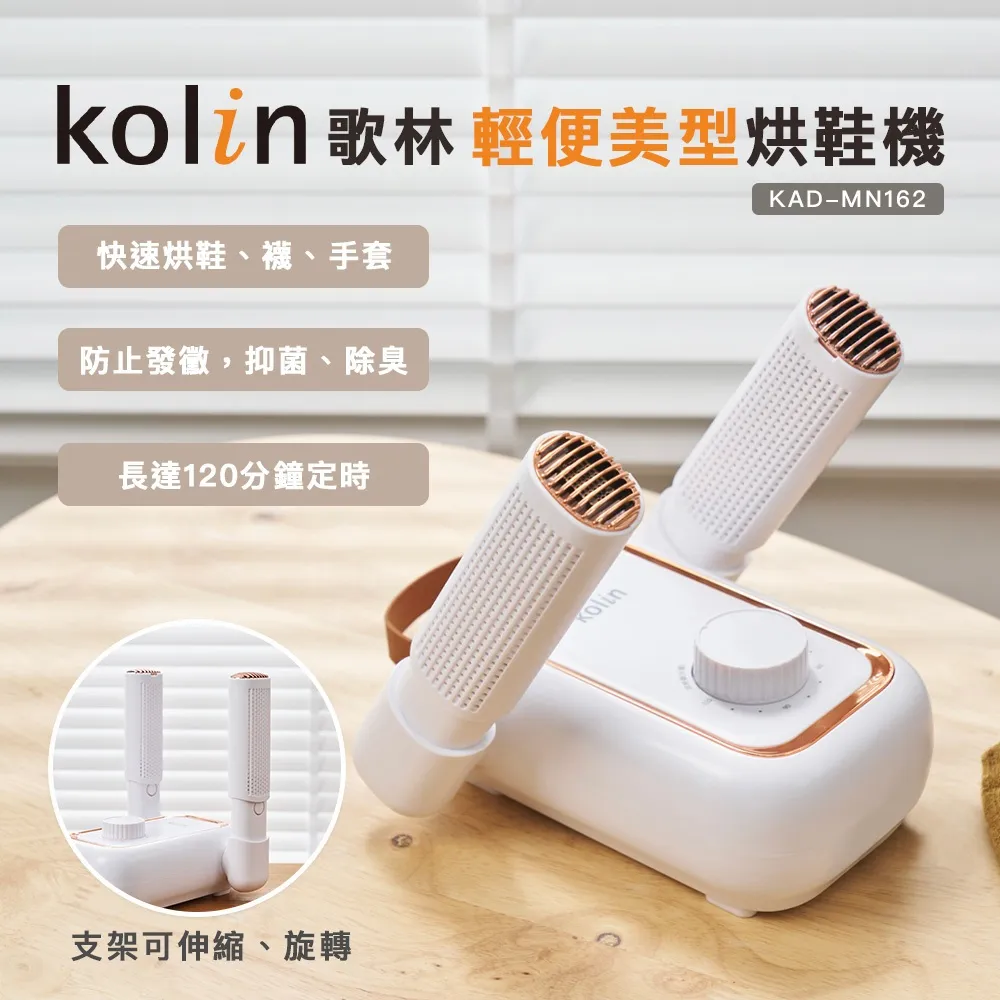 kolin 歌林 輕便美型烘鞋機
KAD-MN162
快速烘鞋、襪、手套
防止發黴，抑菌、除臭
長達120分鐘定時
kolin
支架可伸縮、旋轉